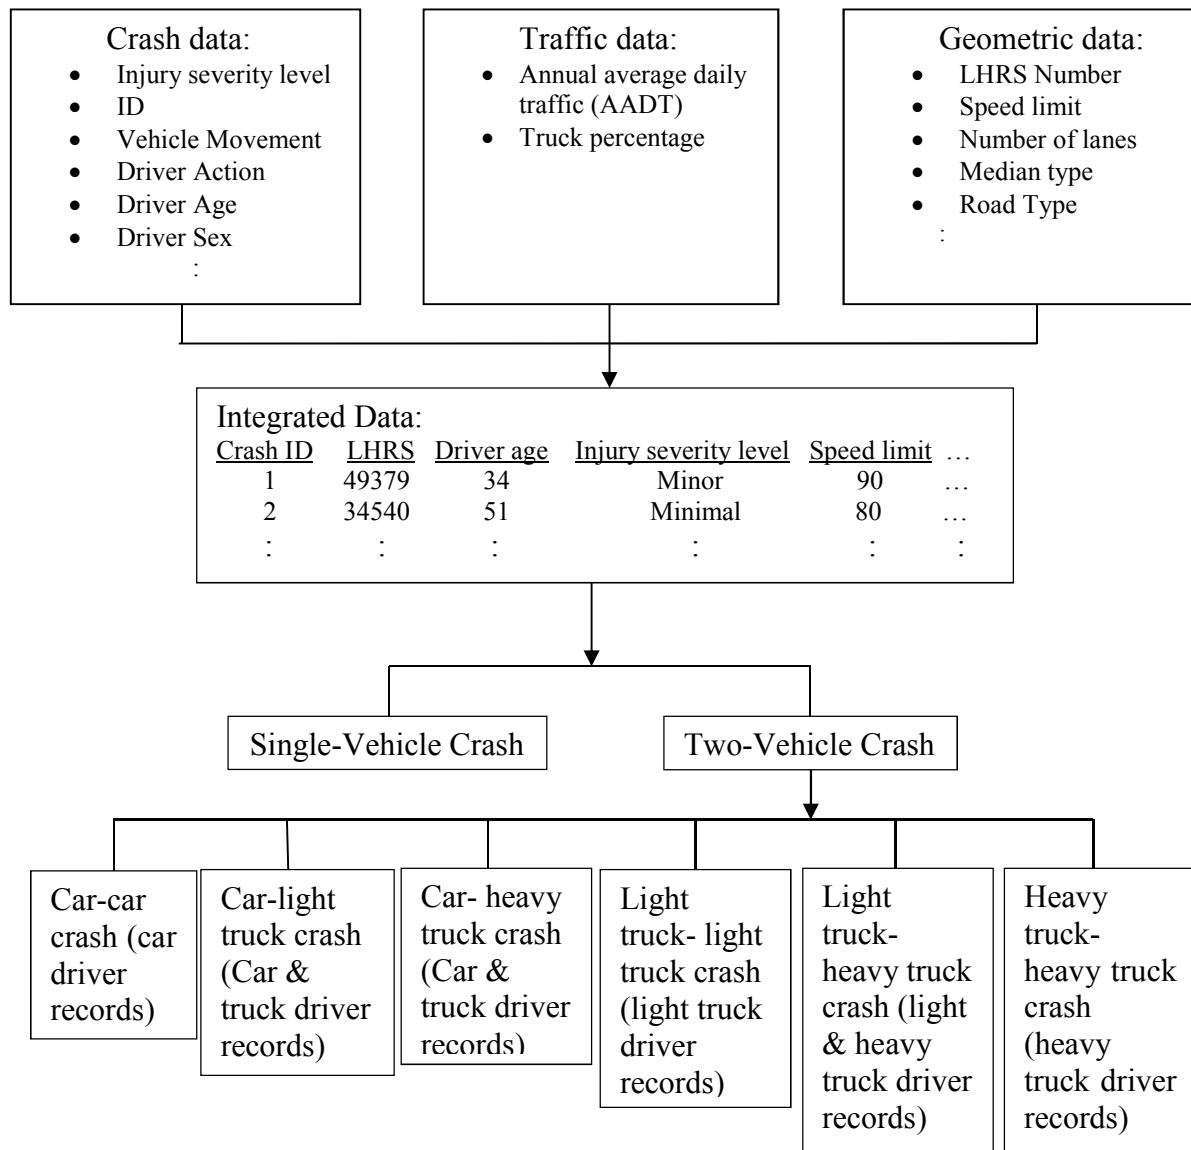 Crash data:
• Injury severity level
• ID
• Vehicle Movement
• Driver Action
• Driver Age
• Driver Sex
:
Traffic data:
• Annual average daily
traffic (AADT)
• Truck percentage
Geometric data:
• LHRS Number
• Speed limit
• Number of lanes
• Median type
• Road Type
:
Integrated Data:
Crash ID LHRS Driver age Injury severity level Speed limit …
1 49379 34 Minor 90 …
2 34540 51 Minimal 80 …
: : : : : :
Single-Vehicle Crash
Two-Vehicle Crash
Car-car
crash (car
driver
records)
Car-light
truck crash
(Car &
truck driver
records)
Car- heavy
truck crash
(Car &
truck driver
records)
Light
truck- light
truck crash
(light truck
driver
records)
Light
truck-
heavy truck
crash (light
& heavy
truck driver
records)
Heavy
truck-
heavy truck
crash
(heavy
truck driver
records)